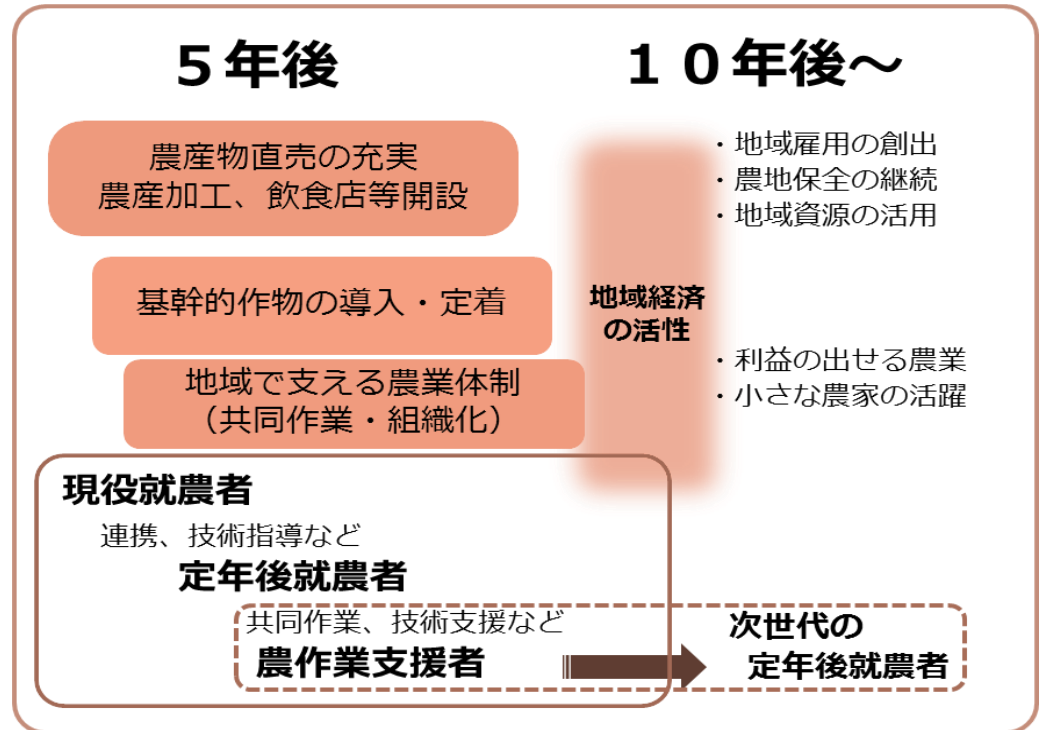 ５年後
１０年後～
農産物直売の充実
農産加工、飲食店等開設
基幹的作物の導入・定着
地域で支える農業体制
（共同作業・組織化）
地域経済
の活性
・地域雇用の創出
・農地保全の継続
・地域資源の活用
・利益の出せる農業
・小さな農家の活躍
現役就農者
連携、技術指導など
定年後就農者
共同作業、技術支援など
農作業支援者
次世代の
定年後就農者